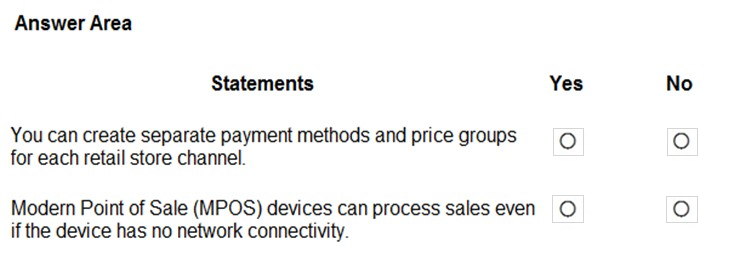 Answer Area
Statements Yes No
You can create separate payment methods and price groups
for each retail store channel.
Modern Point of Sale (MPOS) devices can process sales even
if the device has no network connectivity.